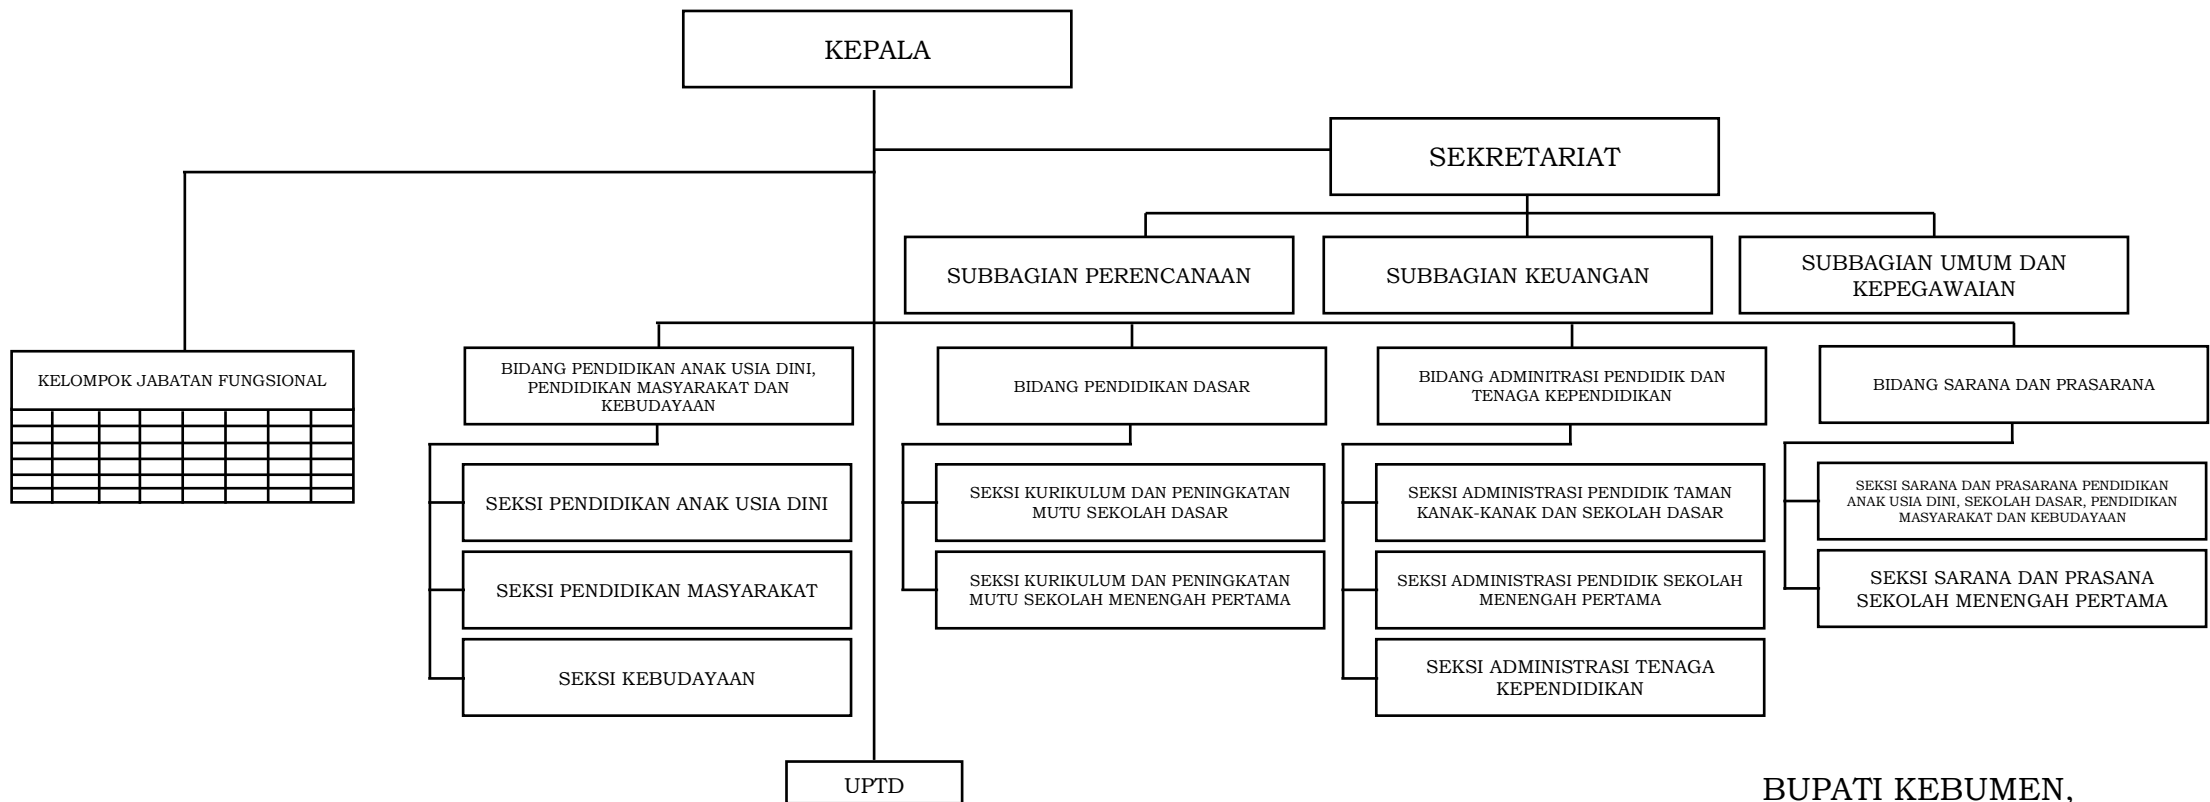 KEPALA
SEKRETARIAT
SUBBAGIAN PERENCANAAN
SUBBAGIAN KEUANGAN
SUBBAGIAN UMUM DAN
KEPEGAWAIAN
KELOMPOK JABATAN FUNGSIONAL
BIDANG PENDIDIKAN ANAK USIA DINI,
PENDIDIKAN MASYARAKAT DAN
KEBUDAYAAN
BIDANG PENDIDIKAN DASAR
BIDANG ADMINITRASI PENDIDIK DAN
TENAGA KEPENDIDIKAN
BIDANG SARANA DAN PRASARANA
SEKSI PENDIDIKAN ANAK USIA DINI
SEKSI PENDIDIKAN MASYARAKAT
SEKSI KEBUDAYAAN
SEKSI KURIKULUM DAN PENINGKATAN
MUTU SEKOLAH DASAR
SEKSI KURIKULUM DAN PENINGKATAN
MUTU SEKOLAH MENENGAH PERTAMA
SEKSI ADMINISTRASI PENDIDIK TAMAN
KANAK-KANAK DAN SEKOLAH DASAR
SEKSI ADMINISTRASI PENDIDIK SEKOLAH
MENENGAH PERTAMA
SEKSI ADMINISTRASI TENAGA
KEPENDIDIKAN
SEKSI SARANA DAN PRASARANA PENDIDIKAN
ANAK USIA DINI, SEKOLAH DASAR, PENDIDIKAN
MASYARAKAT DAN KEBUDAYAAN
SEKSI SARANA DAN PRASANA
SEKOLAH MENENGAH PERTAMA
UPTD
BUPATI KEBUMEN,